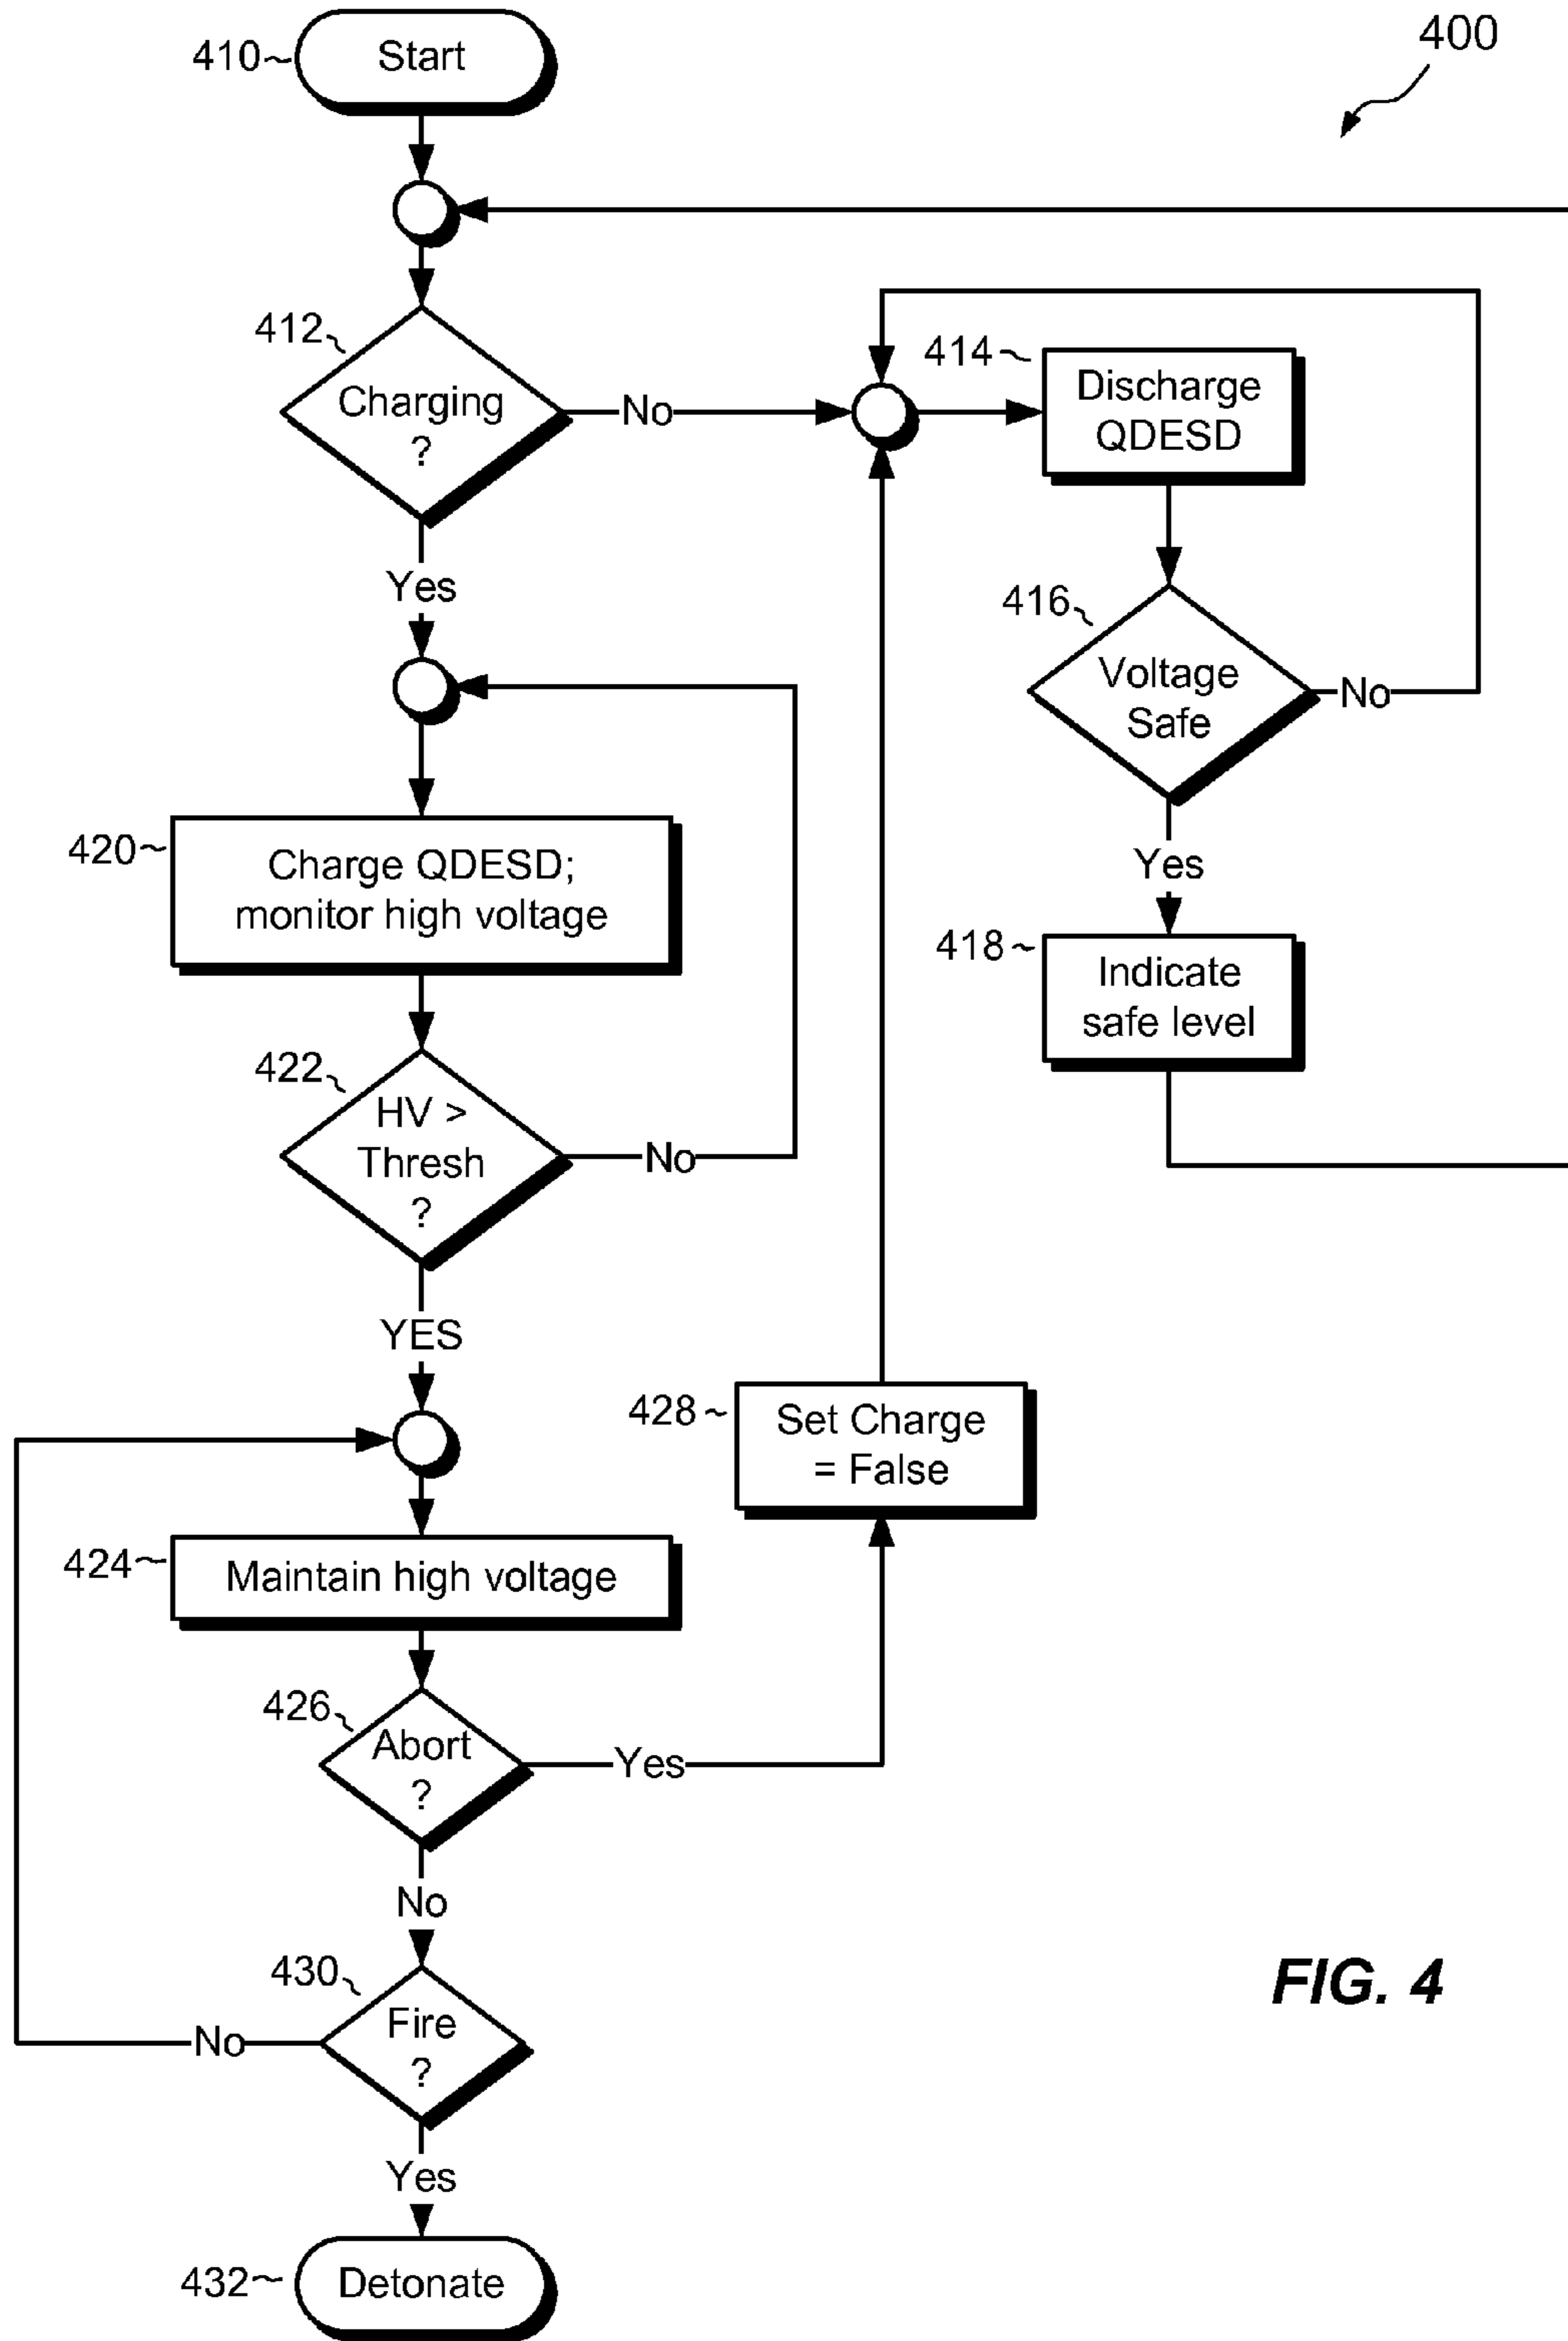 400
410
Start
412
Charging
?
No
Yes
414
Discharge
QDESD
416
Voltage
Safe
No
Yes
418
Indicate
safe level
420
Charge QDESD;
monitor high voltage
422
HV >
Thresh
?
No
YES
424
Maintain high voltage
426
Abort
?
Yes
No
428
Set Charge
= False
430
Fire
?
No
Yes
432
Detonate
FIG. 4